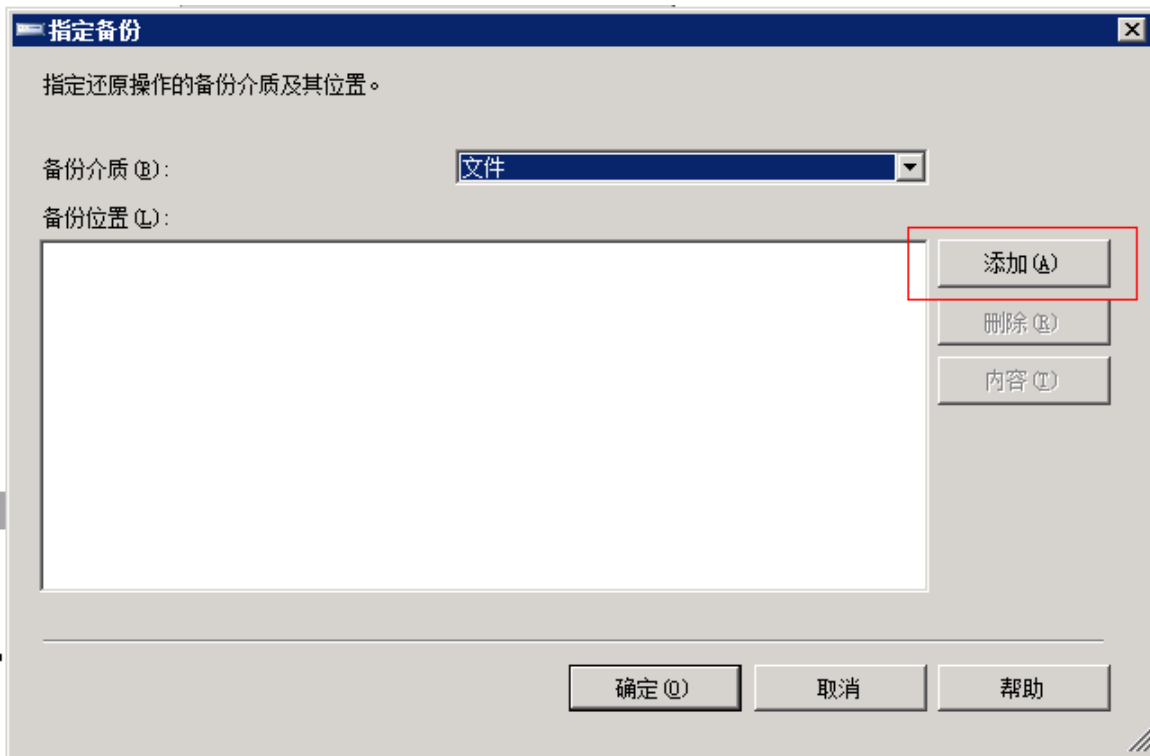 指定备份
指定还原操作的备份介质及其位置。
备份介质(B):
文件
备份位置(L):
添加(A)
删除(R)
内容(T)
确定(O)
取消
帮助